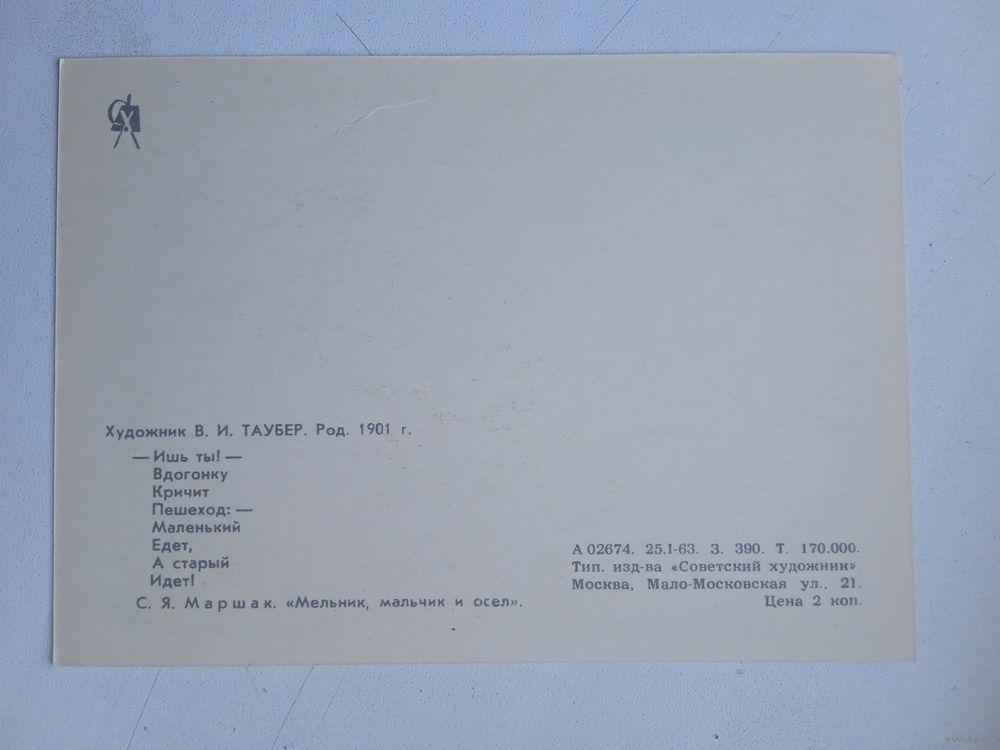 СХ
Художник В. И. ТАУБЕР. Род. 1901 г.
— Ишь ты! —
Вдогонку
Кричит
Пешеход: —
Маленький
Едет,
А старый
Идет!
С. Я. Маршак. «Мельник, мальчик и осел».
А 02674. 25.I-63. З. 390. Т. 170.000.
Тип. изд-ва «Советский художник»
Москва, Мало-Московская ул., 21.
Цена 2 коп.